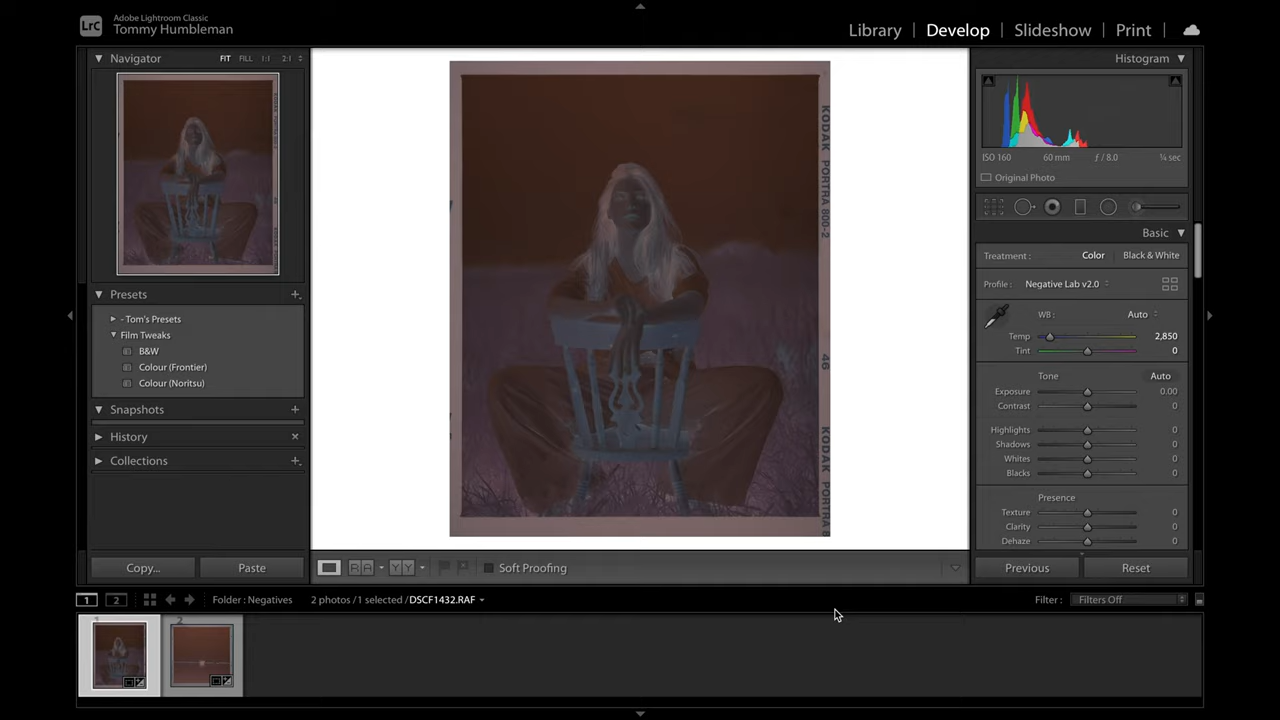 LrC
Adobe Lightroom Classic
Tommy Humbleman
Library | Develop | Slideshow | Print |
Navigator FIT FILL 1:1 2:1
Presets
- Tom's Presets
Film Tweaks
B&W
Colour (Frontier)
Colour (Noritsu)
Snapshots
History
Collections
Copy... Paste
KODAK PORTRA 800-2
46
KODAK PORTRA 8
Soft Proofing
Histogram
ISO 160 60 mm ƒ / 8.0 ¼ sec
Original Photo
Basic
Treatment : Color Black & White
Profile : Negative Lab v2.0
WB : Auto
Temp 2,850
Tint 0
Tone Auto
Exposure 0.00
Contrast 0
Highlights 0
Shadows 0
Whites 0
Blacks 0
Presence
Texture 0
Clarity 0
Dehaze 0
Previous Reset
1 2 Folder : Negatives 2 photos / 1 selected / DSCF1432.RAF Filter : Filters Off
1 2